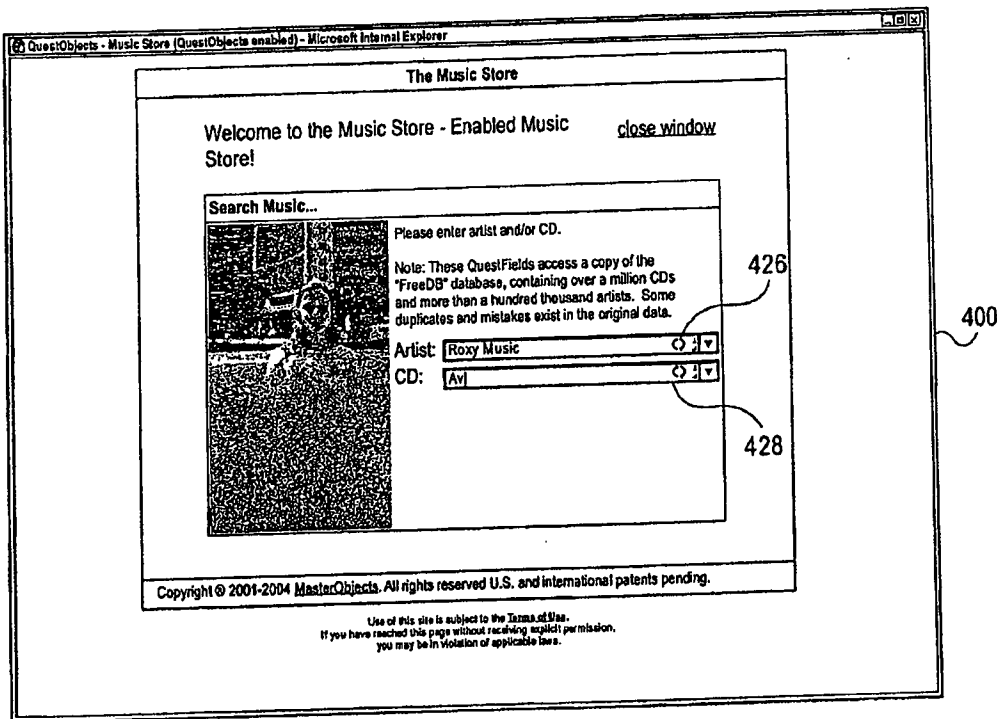 QuestObjects - Music Store (QuestObjects enabled) - Microsoft Internal Explorer
The Music Store
Welcome to the Music Store - Enabled Music
Store!
close window
Search Music...
Please enter artist and/or CD.
Note: These QuestFields access a copy of the
"FreeDB" database, containing over a million CDs
and more than a hundred thousand artists. Some
duplicates and mistakes exist in the original data.
426
400
Artist: Roxy Music
CD: Av
428
Copyright © 2001-2004 MasterObjects. All rights reserved U.S. and international patents pending.
Use of this site is subject to the Terms of Use.
If you have reached this page without receiving explicit permission,
you may be in violation of applicable laws.